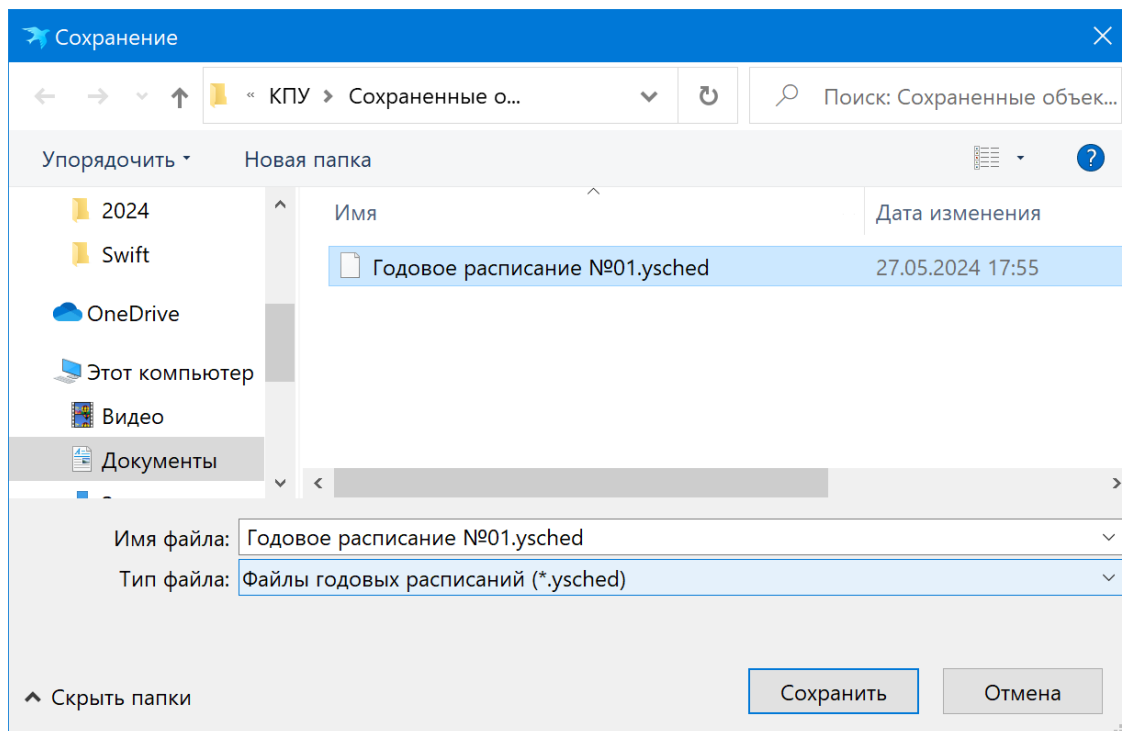 Сохранение
« КПУ > Сохраненные о...
Поиск: Сохраненные объек...
Упорядочить
Новая папка
?
Имя
Дата изменения
2024
Swift
OneDrive
Этот компьютер
Видео
Документы
Годовое расписание №01.ysched
27.05.2024 17:55
Имя файла: Годовое расписание №01.ysched
Тип файла: Файлы годовых расписаний (*.ysched)
Скрыть папки
Сохранить
Отмена